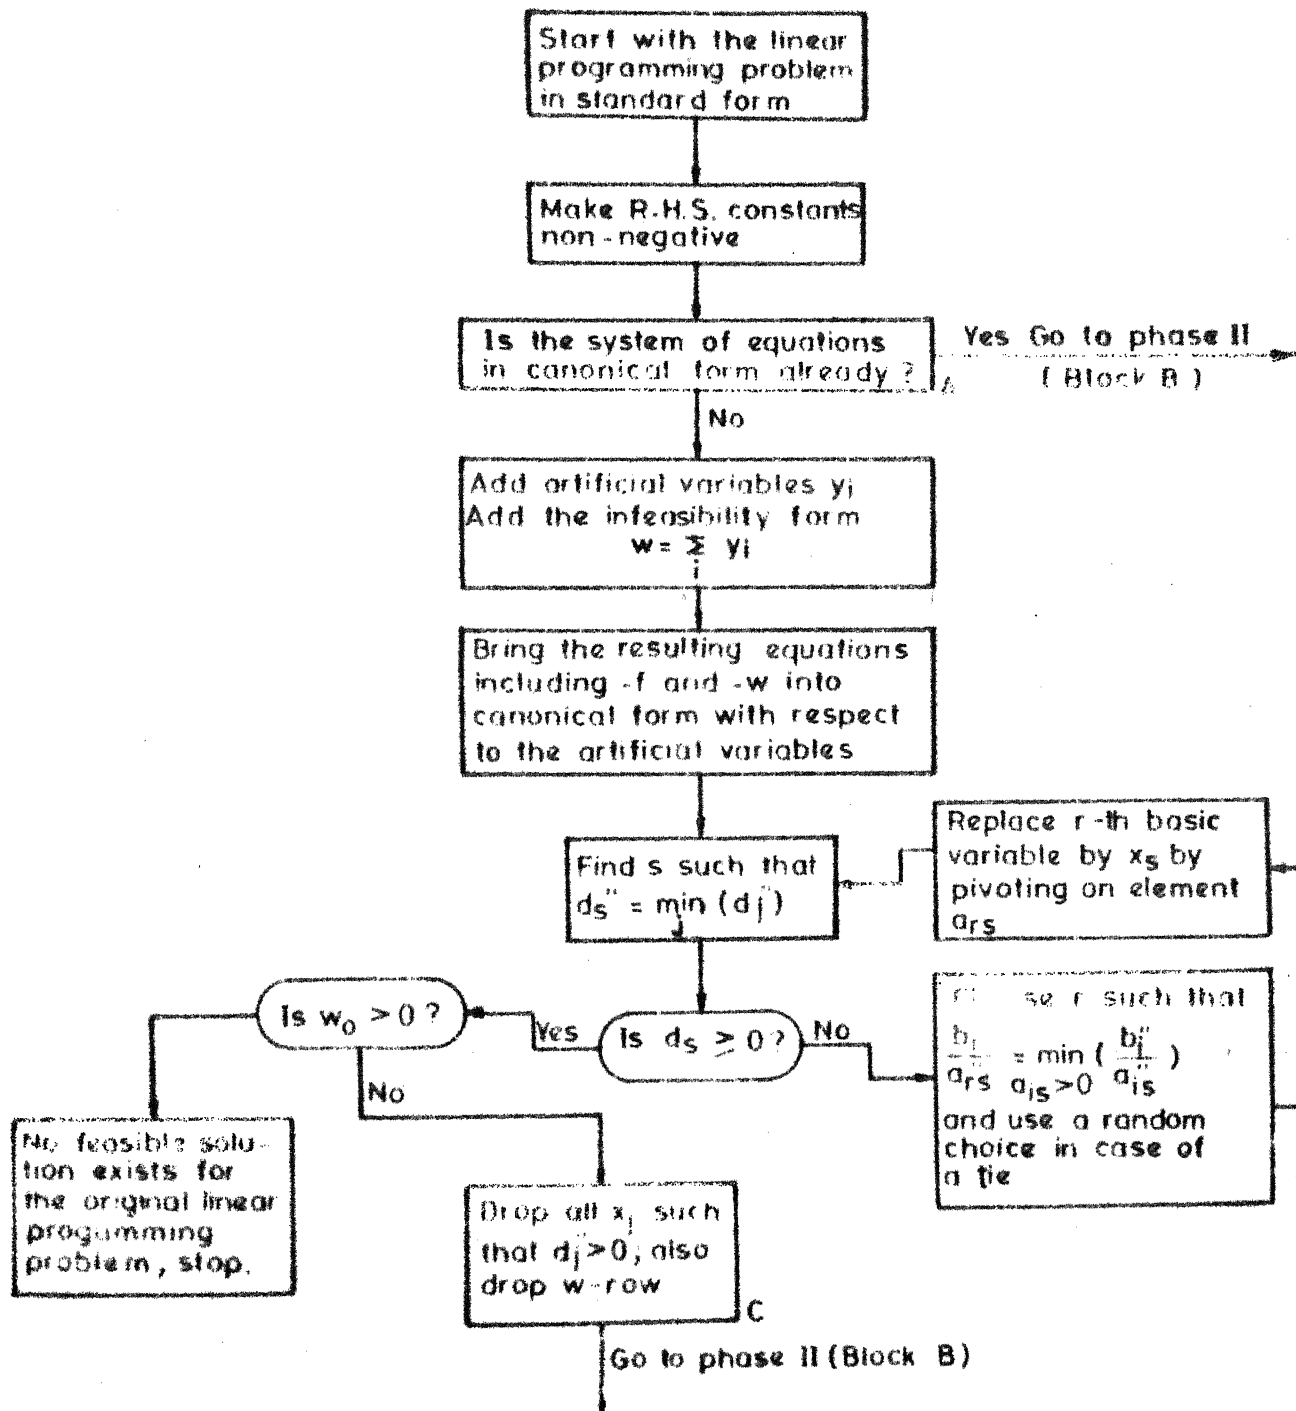 Start with the linear
programming problem
in standard form
Make R.H.S. constants
non-negative
Is the system of equations
in canonical form already ?
A
Yes Go to phase II
( Block B )
No
Add artificial variables yi
Add the infeasibility form
w = Σ yi
i
Bring the resulting equations
including -f and -w into
canonical form with respect
to the artificial variables
Find s such that
ds'' = min (dj'')
j
Replace r-th basic
variable by xs by
pivoting on element
ars
Is wo > 0 ?
Yes
Is ds ≥ 0 ?
No
se r such that
bi / ars'' = min ( bi'' / ais'' )
ais > 0
and use a random
choice in case of
a tie
No
No feasible solu-
tion exists for
the original linear
progumming
problem, stop.
Drop all xj such
that dj'' > 0, also
drop w-row
C
Go to phase II (Block B)